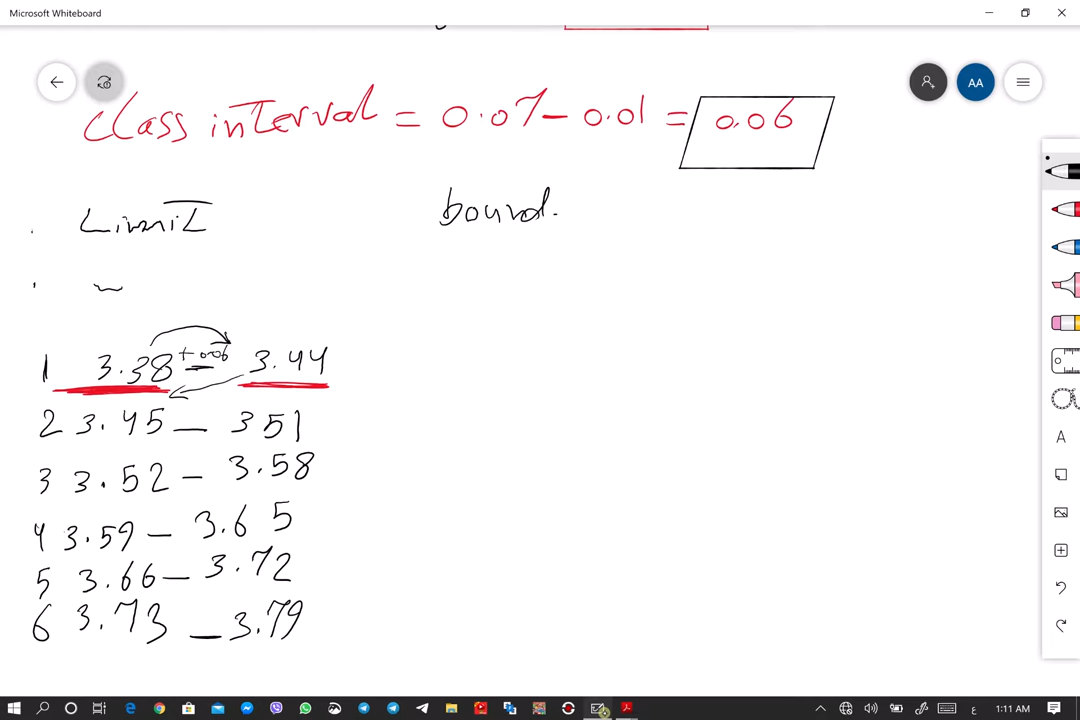 Microsoft Whiteboard
AA
class interval = 0.07 - 0.01 = 0.06
Limit bound.
1 3.38 +0.06 - 3.44
2 3.45 - 351
3 3.52 - 3.58
4 3.59 - 3.65
5 3.66 - 3.72
6 3.73 - 3.79
A
ع 1:11 AM